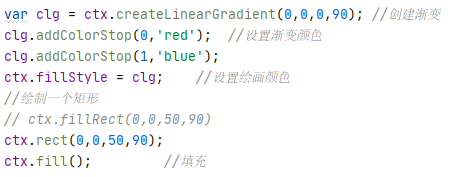 var clg = ctx.createLinearGradient(0,0,0,90); //创建渐变
clg.addColorStop(0,'red');  //设置渐变颜色
clg.addColorStop(1,'blue');
ctx.fillStyle = clg;    //设置绘画颜色
//绘制一个矩形
// ctx.fillRect(0,0,50,90)
ctx.rect(0,0,50,90);
ctx.fill();         //填充